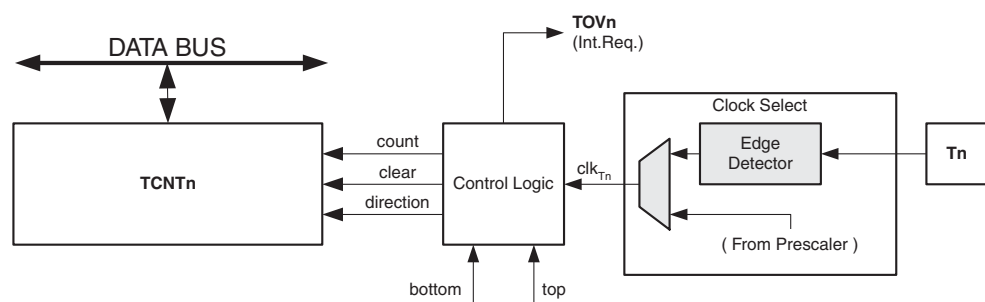 TOVn
(Int.Req.)
DATA BUS
Clock Select
TCNTn
count
clear
direction
Control Logic
clkTn
Edge
Detector
Tn
( From Prescaler )
bottom
top